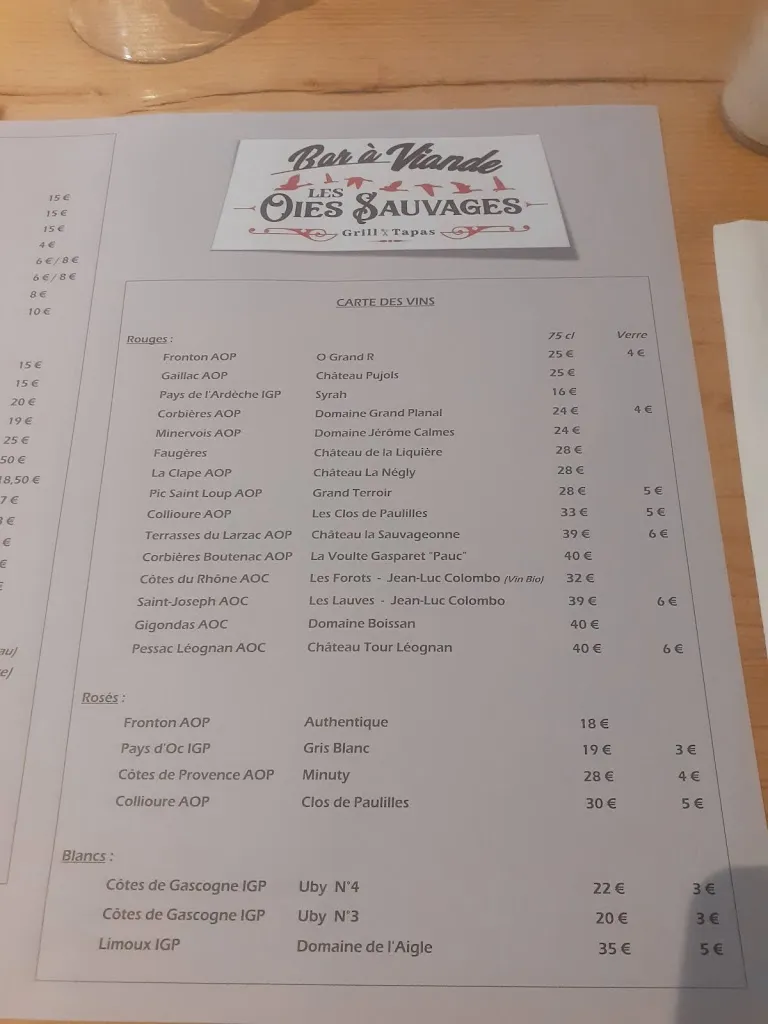 Bar à Viande
LES
OIES SAUVAGES
Grill & Tapas
15 €
15 €
15 €
4 €
6 € / 8 €
6 € / 8 €
8 €
10 €
15 €
15 €
20 €
19 €
25 €
50 €
18,50 €
7 €
€
€
€
€
au)
e)
CARTE DES VINS
Rouges : 75 cl Verre
Fronton AOP O Grand R 25 € 4 €
Gaillac AOP Château Pujols 25 €
Pays de l'Ardèche IGP Syrah 16 €
Corbières AOP Domaine Grand Planal 24 € 4 €
Minervois AOP Domaine Jérôme Calmes 24 €
Faugères Château de la Liquière 28 €
La Clape AOP Château La Négly 28 €
Pic Saint Loup AOP Grand Terroir 28 € 5 €
Collioure AOP Les Clos de Paulilles 33 € 5 €
Terrasses du Larzac AOP Château la Sauvageonne 39 € 6 €
Corbières Boutenac AOP La Voulte Gasparet "Pauc" 40 €
Côtes du Rhône AOC Les Forots - Jean-Luc Colombo (Vin Bio) 32 €
Saint-Joseph AOC Les Lauves - Jean-Luc Colombo 39 € 6 €
Gigondas AOC Domaine Boissan 40 €
Pessac Léognan AOC Château Tour Léognan 40 € 6 €
Rosés :
Fronton AOP Authentique 18 €
Pays d'Oc IGP Gris Blanc 19 € 3 €
Côtes de Provence AOP Minuty 28 € 4 €
Collioure AOP Clos de Paulilles 30 € 5 €
Blancs :
Côtes de Gascogne IGP Uby N°4 22 € 3 €
Côtes de Gascogne IGP Uby N°3 20 € 3 €
Limoux IGP Domaine de l'Aigle 35 € 5 €